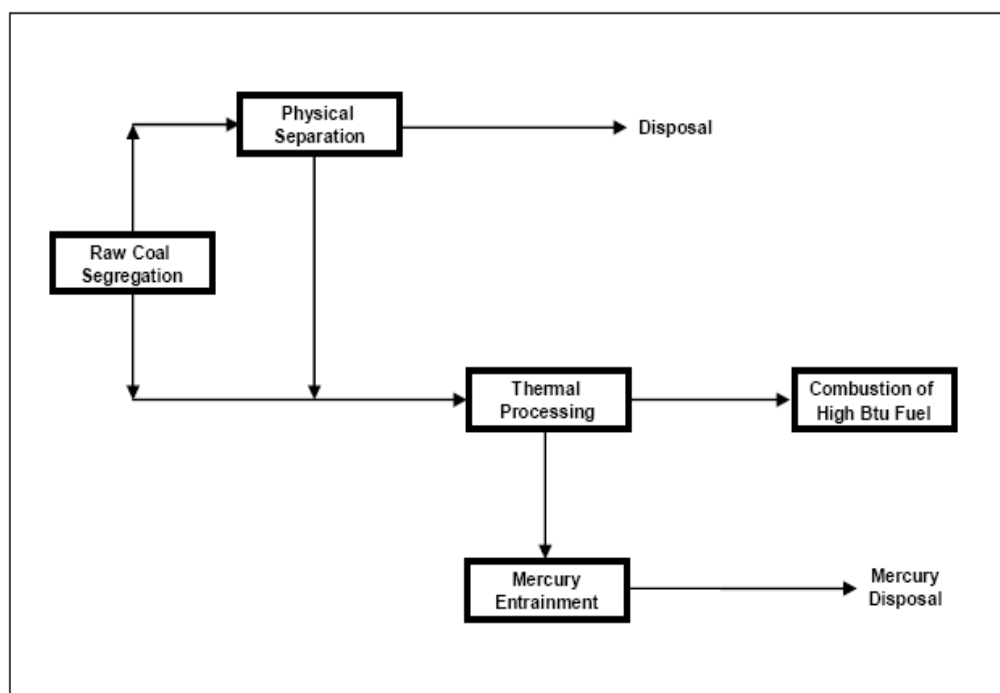 Physical
Separation
Disposal
Raw Coal
Segregation
Thermal
Processing
Combustion of
High Btu Fuel
Mercury
Entrainment
Mercury
Disposal